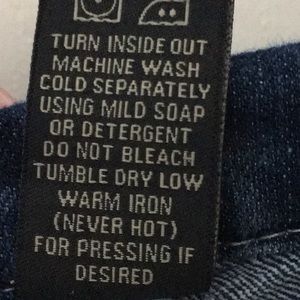 TURN INSIDE OUT
MACHINE WASH
COLD SEPARATELY
USING MILD SOAP
OR DETERGENT
DO NOT BLEACH
TUMBLE DRY LOW
WARM IRON
(NEVER HOT)
FOR PRESSING IF
DESIRED